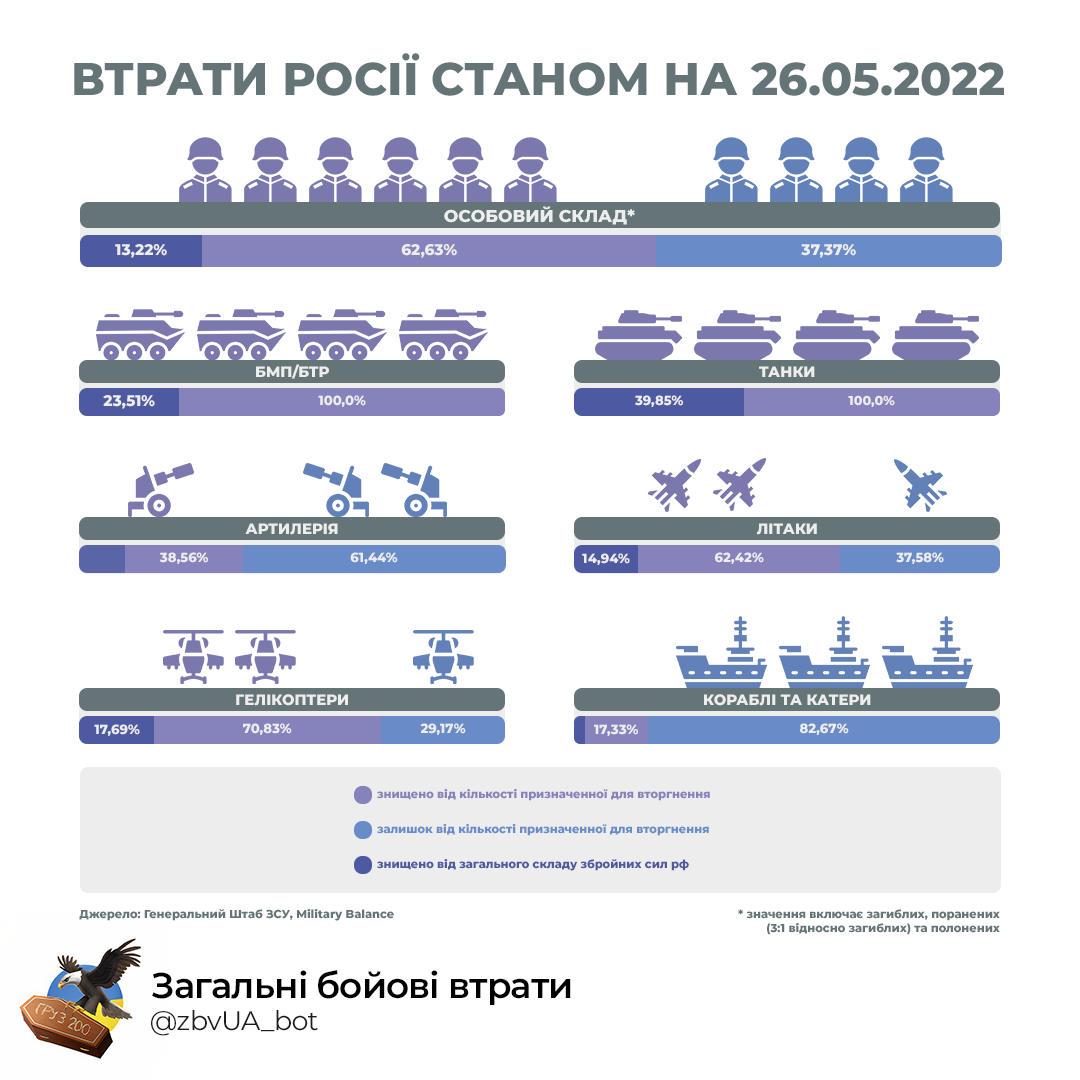 ВТРАТИ РОСІЇ СТАНОМ НА 26.05.2022
ОСОБОВИЙ СКЛАД*
13,22% 62,63% 37,37%
БМП/БТР
23,51% 100,0%
ТАНКИ
39,85% 100,0%
АРТИЛЕРІЯ
38,56% 61,44%
ЛІТАКИ
14,94% 62,42% 37,58%
ГЕЛІКОПТЕРИ
17,69% 70,83% 29,17%
КОРАБЛІ ТА КАТЕРИ
17,33% 82,67%
знищено від кількості призначенної для вторгнення
залишок від кількості призначенної для вторгнення
знищено від загального складу збройних сил рф
Джерело: Генеральний Штаб ЗСУ, Military Balance
* значення включає загиблих, поранених
(3:1 відносно загиблих) та полонених
ГРУЗ 200
Загальні бойові втрати
@zbvUA_bot